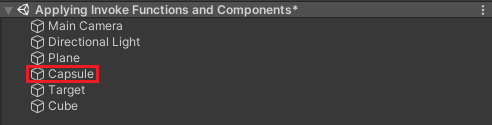 Applying Invoke Functions and Components*
Main Camera
Directional Light
Plane
Capsule
Target
Cube